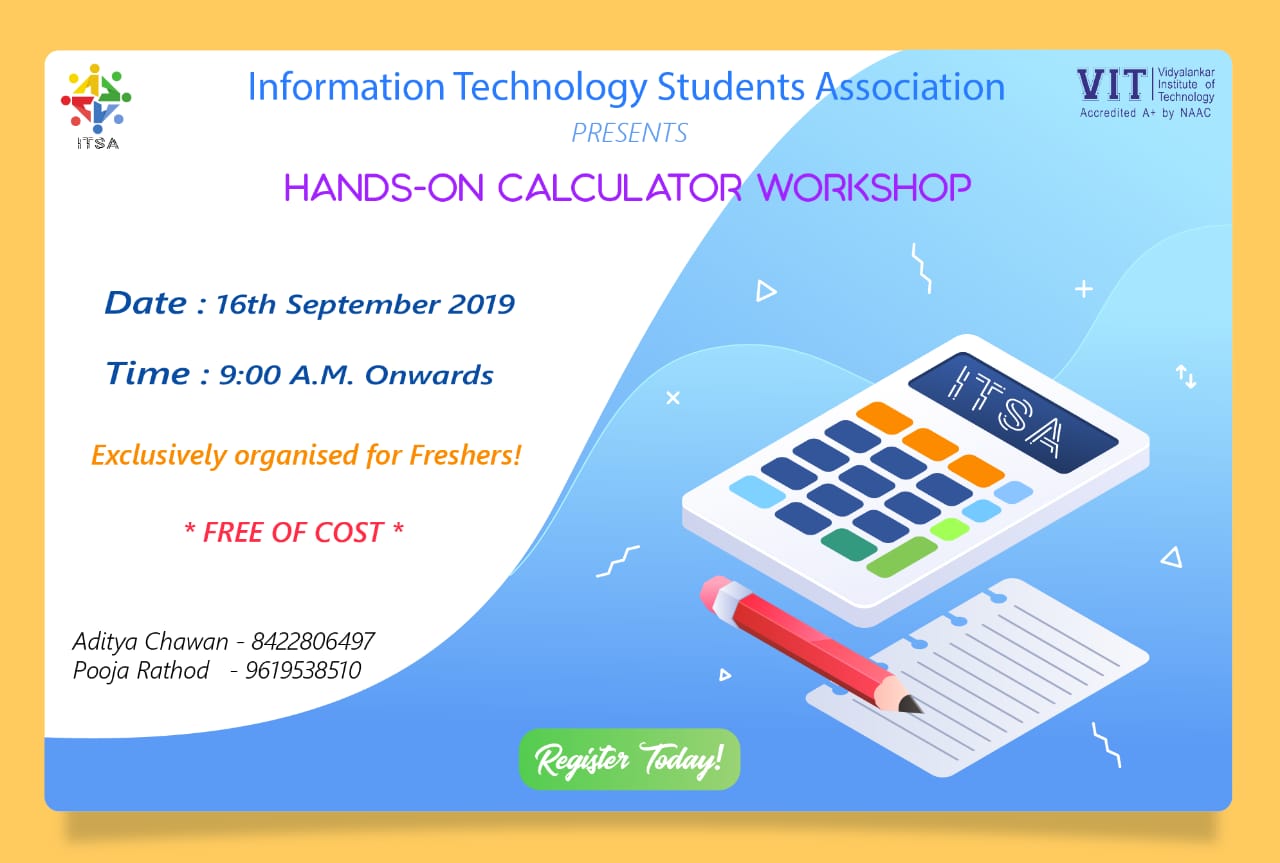 Information Technology Students Association
PRESENTS
HANDS-ON CALCULATOR WORKSHOP
ITSA
VIT
Vidyalankar
Institute of
Technology
Accredited A+ by NAAC
Date : 16th September 2019
Time : 9:00 A.M. Onwards
Exclusively organised for Freshers!
* FREE OF COST *
ITSA
Aditya Chawan - 8422806497
Pooja Rathod - 9619538510
Register Today!